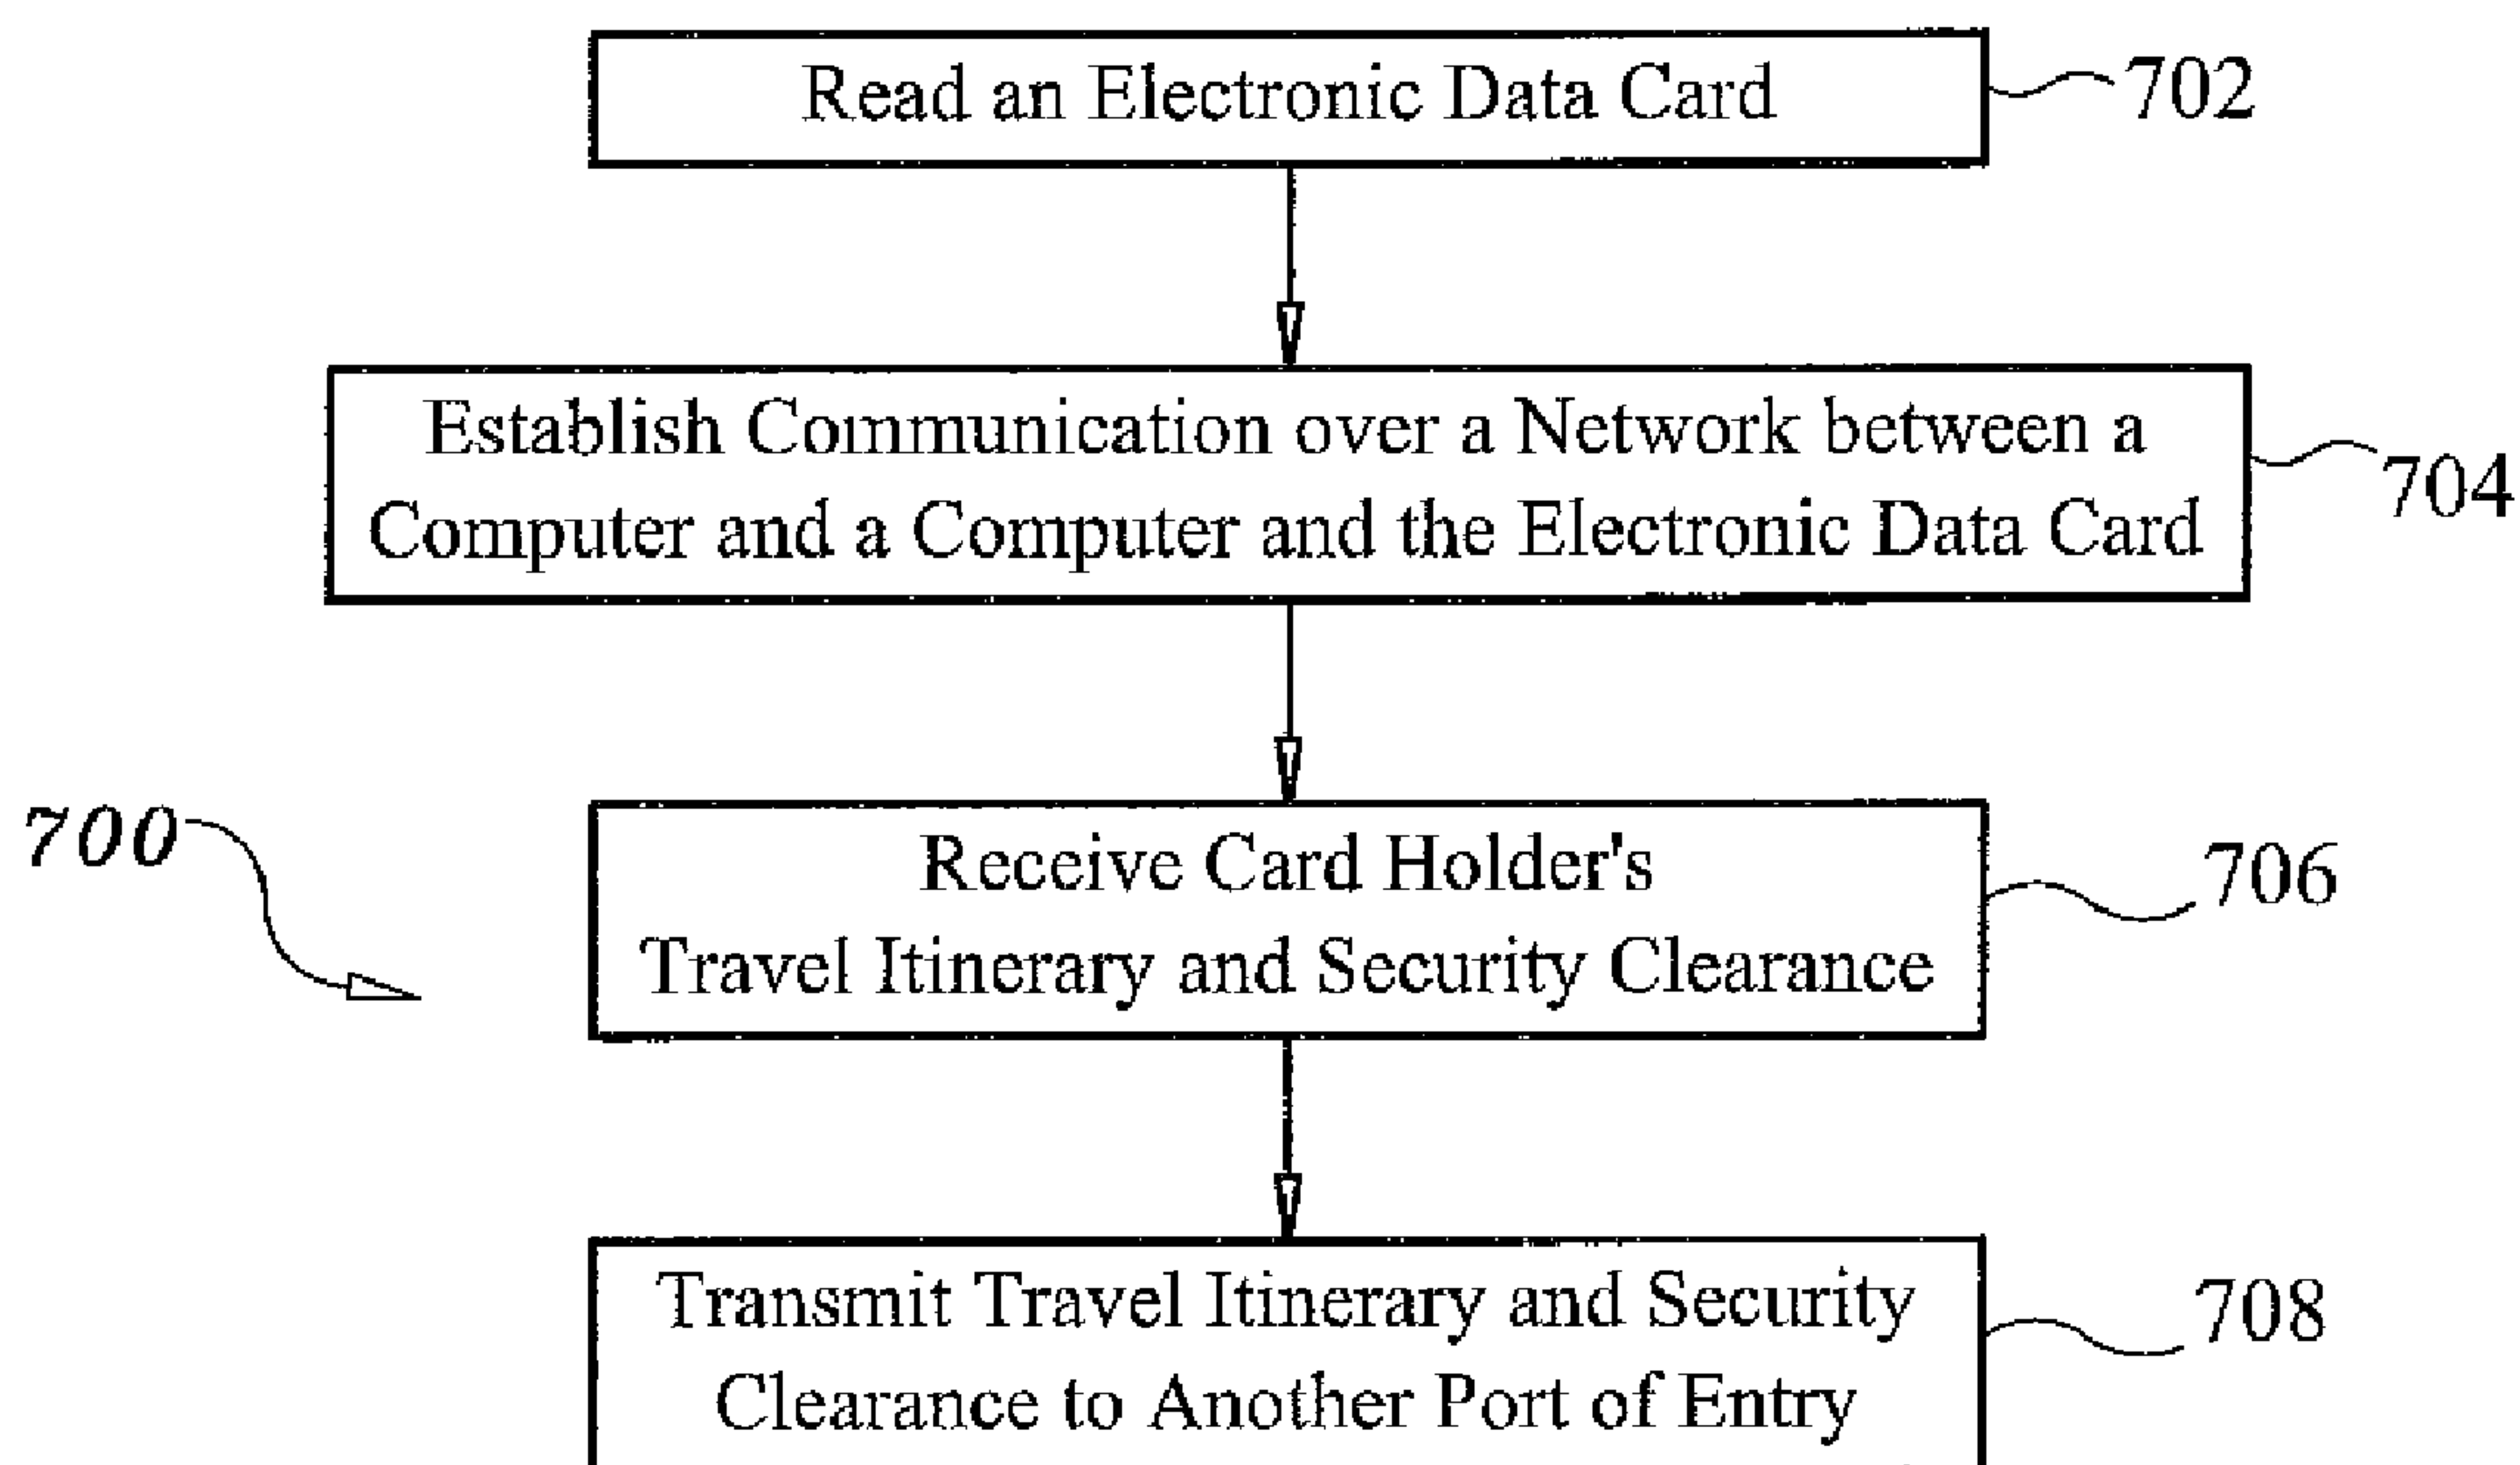 Read an Electronic Data Card
702
Establish Communication over a Network between a
Computer and a Computer and the Electronic Data Card
704
700
Receive Card Holder's
Travel Itinerary and Security Clearance
706
Transmit Travel Itinerary and Security
Clearance to Another Port of Entry
708